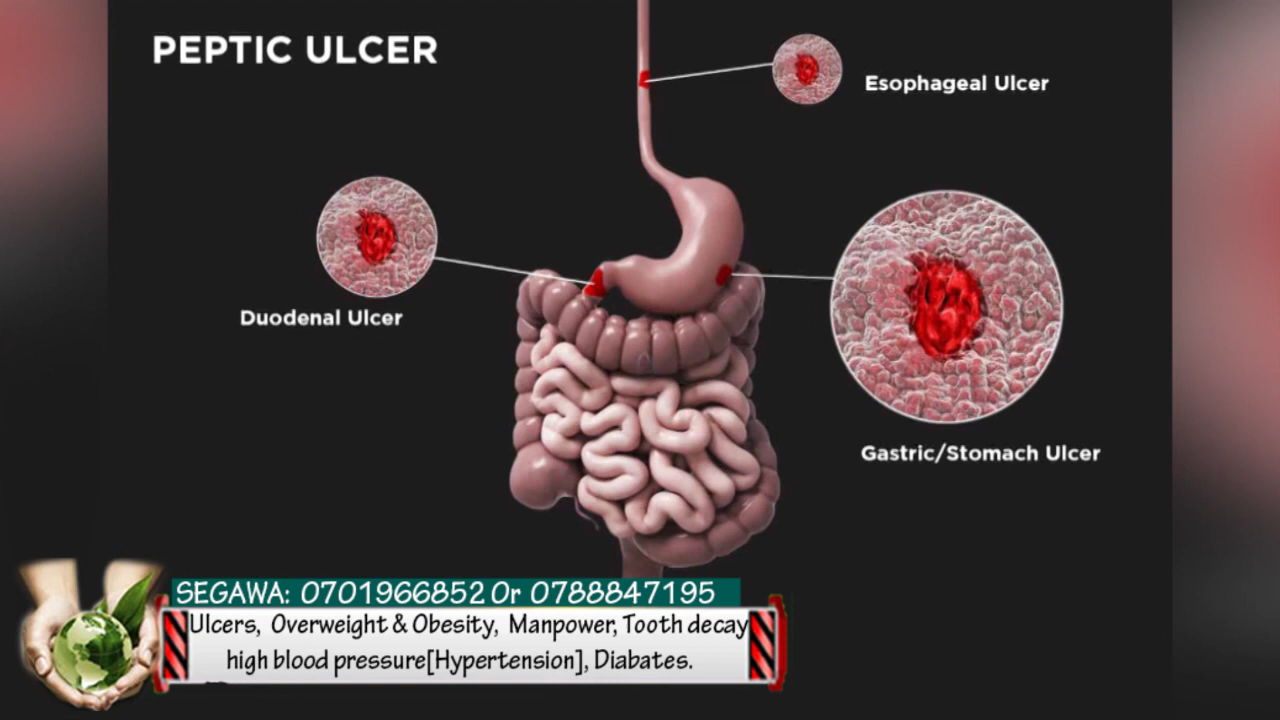 PEPTIC ULCER
Esophageal Ulcer
Duodenal Ulcer
Gastric/Stomach Ulcer
SEGAWA: 0701966852 Or 0788847195
Ulcers, Overweight & Obesity, Manpower, Tooth decay
high blood pressure[Hypertension], Diabates.